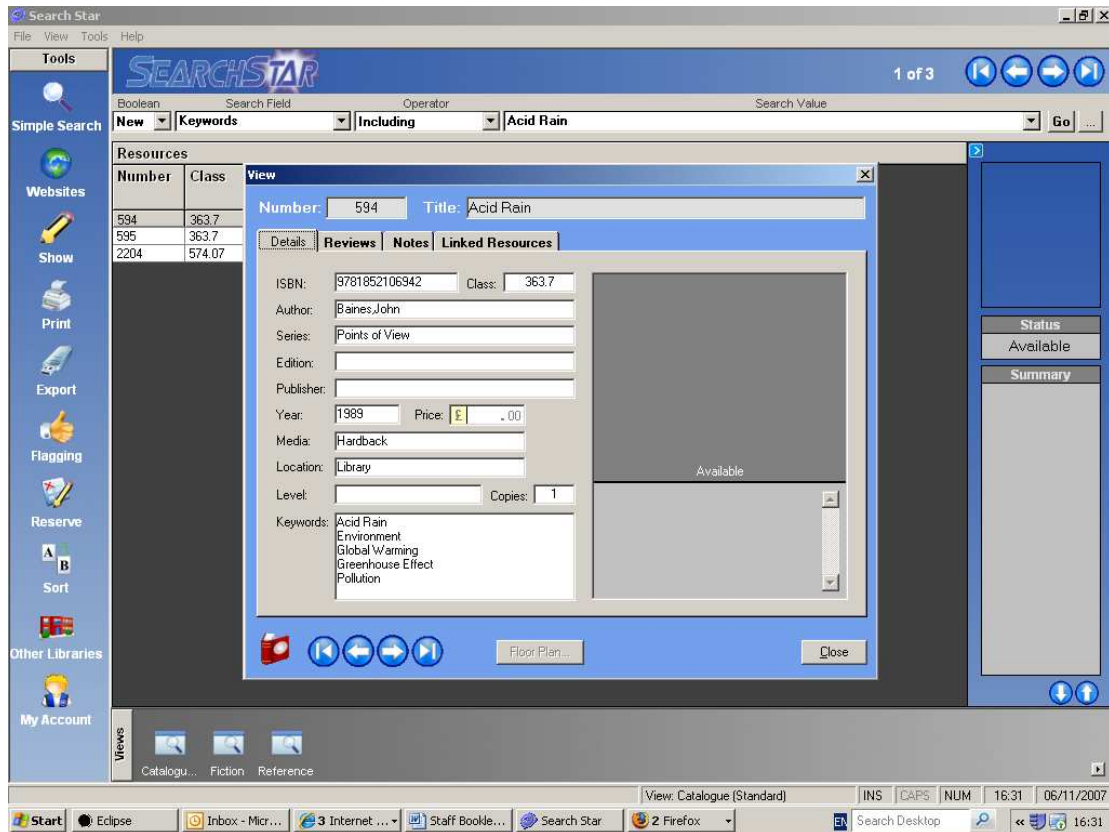 Search Star
File View Tools Help
Tools
SEARCHSTAR
1 of 3
Boolean Search Field Operator Search Value
New Keywords Including Acid Rain Go ...
Simple Search
Websites
Show
Print
Export
Flagging
Reserve
Sort
Other Libraries
My Account
Resources
Number Class
594 363.7
595 363.7
2204 574.07
View
Number: 594 Title: Acid Rain
Details Reviews Notes Linked Resources
ISBN: 9781852106942 Class: 363.7
Author: Baines,John
Series: Points of View
Edition:
Publisher:
Year: 1989 Price: £ .00
Media: Hardback
Location: Library
Level: Copies: 1
Keywords: Acid Rain
Environment
Global Warming
Greenhouse Effect
Pollution
Available
Floor Plan...
Close
Status
Available
Summary
Views
Catalogu... Fiction Reference
View: Catalogue (Standard) INS CAPS NUM 16:31 06/11/2007
Start Eclipse Inbox - Micr... 3 Internet ... Staff Bookle... Search Star 2 Firefox EN Search Desktop « 16:31